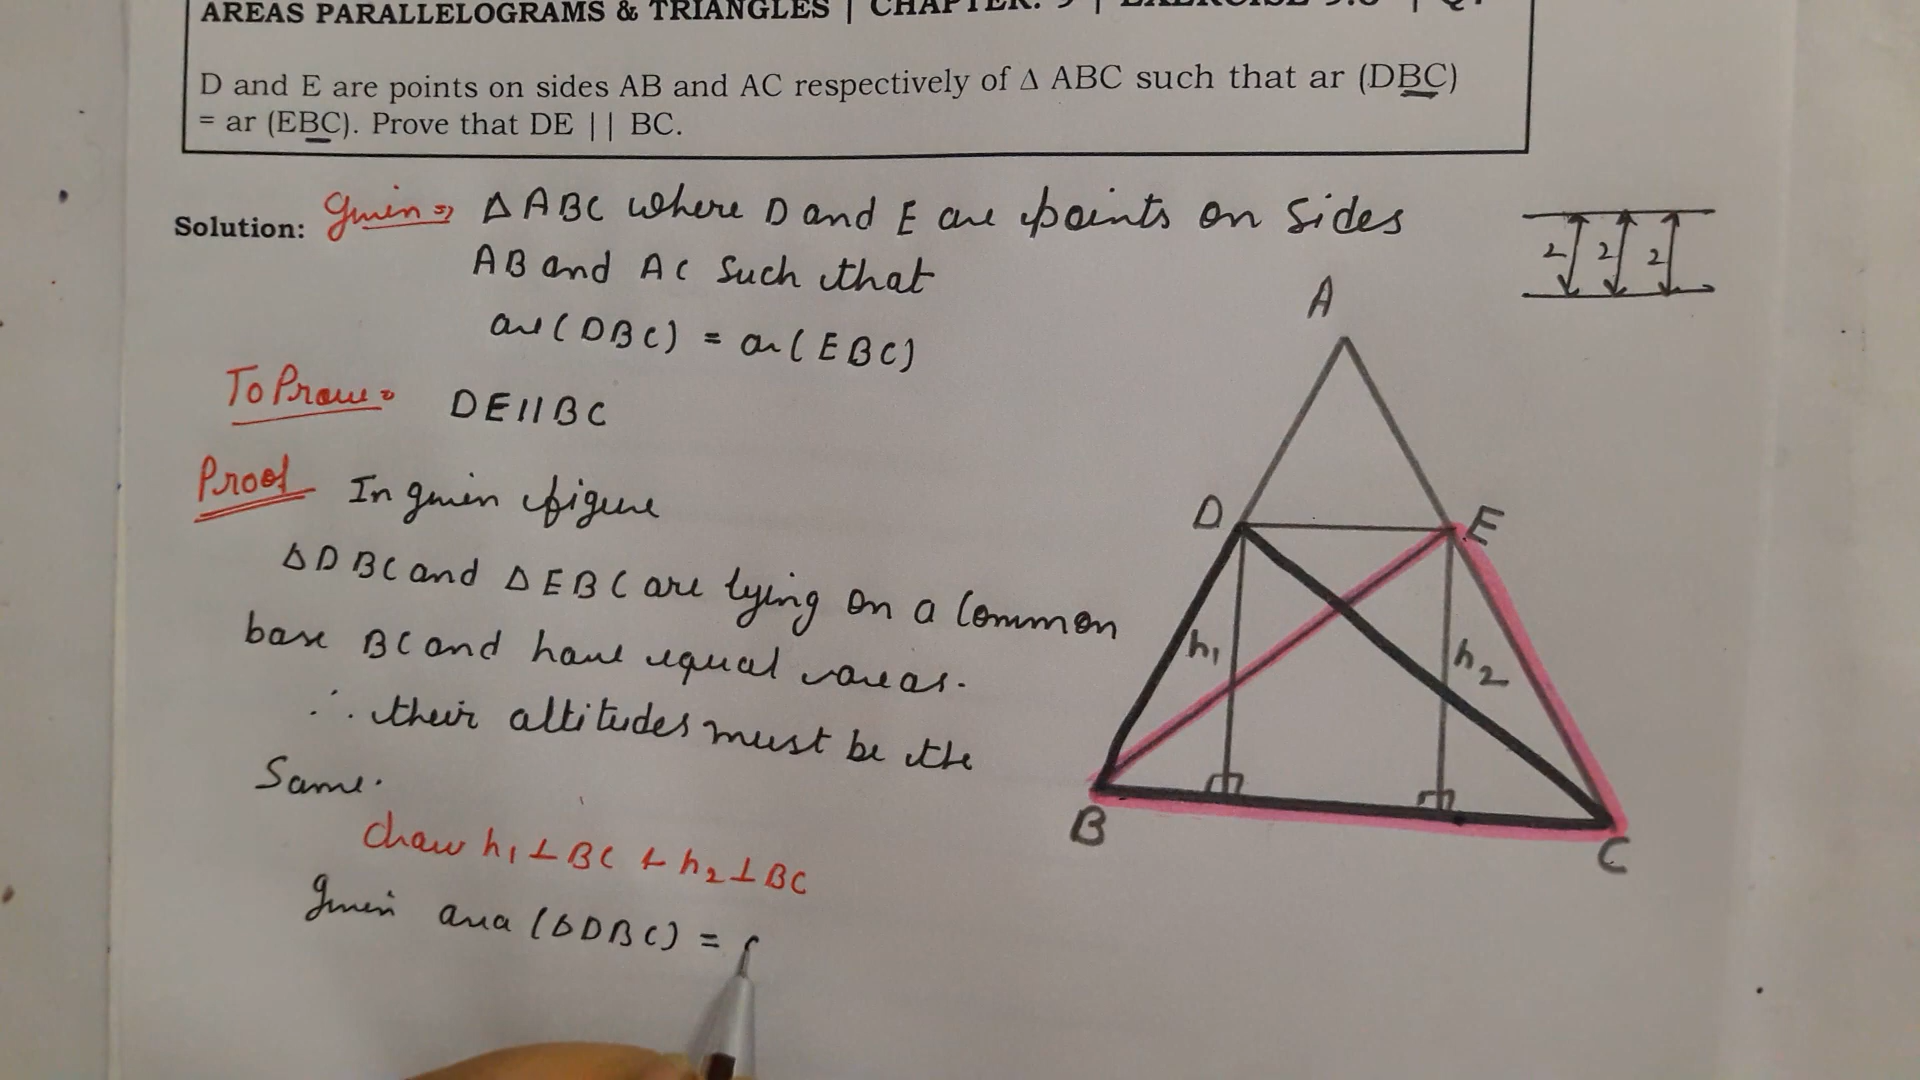 AREAS PARALLELOGRAMS & TRIANGLES | CHAPTER: 9 |
D and E are points on sides AB and AC respectively of Δ ABC such that ar (DBC)
= ar (EBC). Prove that DE || BC.
Solution: Given ⇒ Δ ABC where D and E are points on Sides
AB and AC Such that
ar(DBC) = ar(EBC)
To Prove ⇒ DE||BC
Proof In given figure
ΔDBC and ΔEBC are lying on a Common
base BC and have equal areas.
∴ their altitudes must be the
Same.
draw h₁⊥BC & h₂⊥BC
Given area (ΔDBC) =
2 2 2
A
D
E
h₁
h₂
B
C